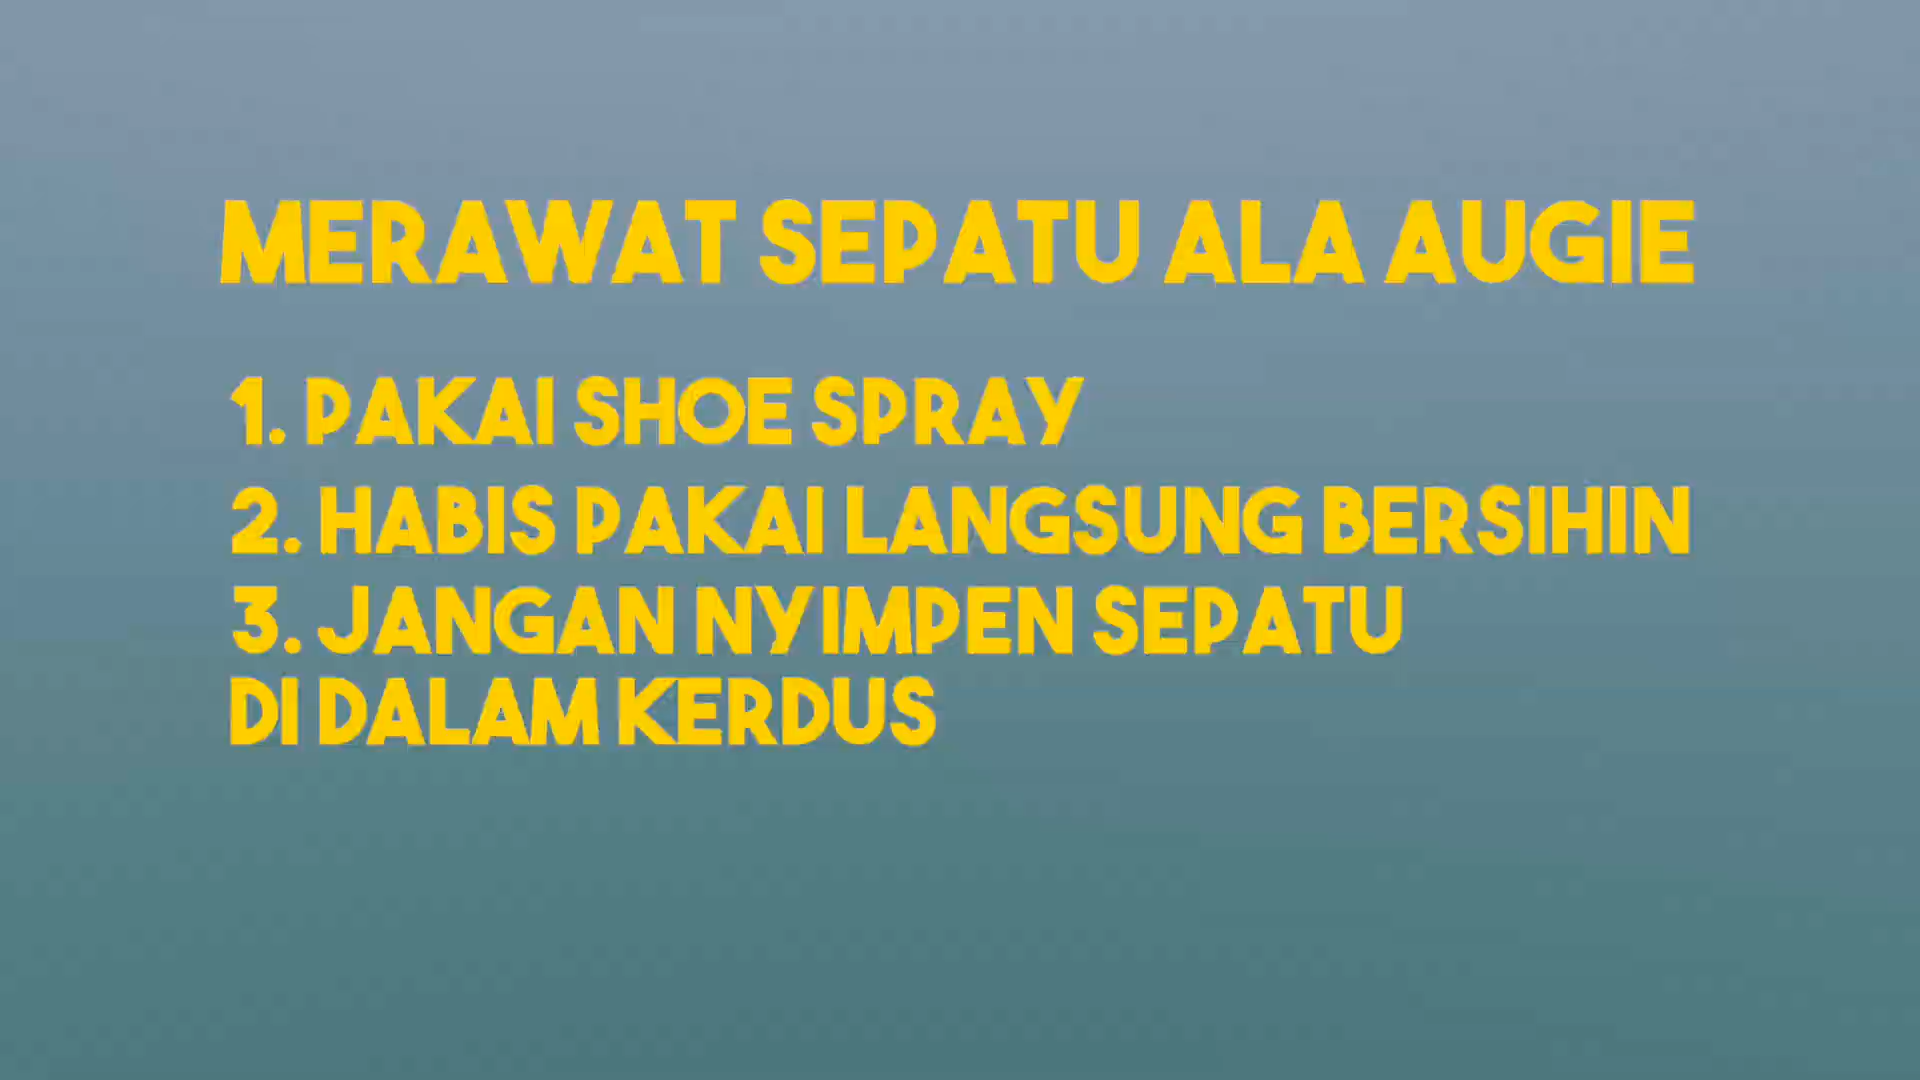 MERAWAT SEPATU ALA AUGIE
1. PAKAI SHOE SPRAY
2. HABIS PAKAI LANGSUNG BERSIHIN
3. JANGAN NYIMPEN SEPATU
DI DALAM KERDUS